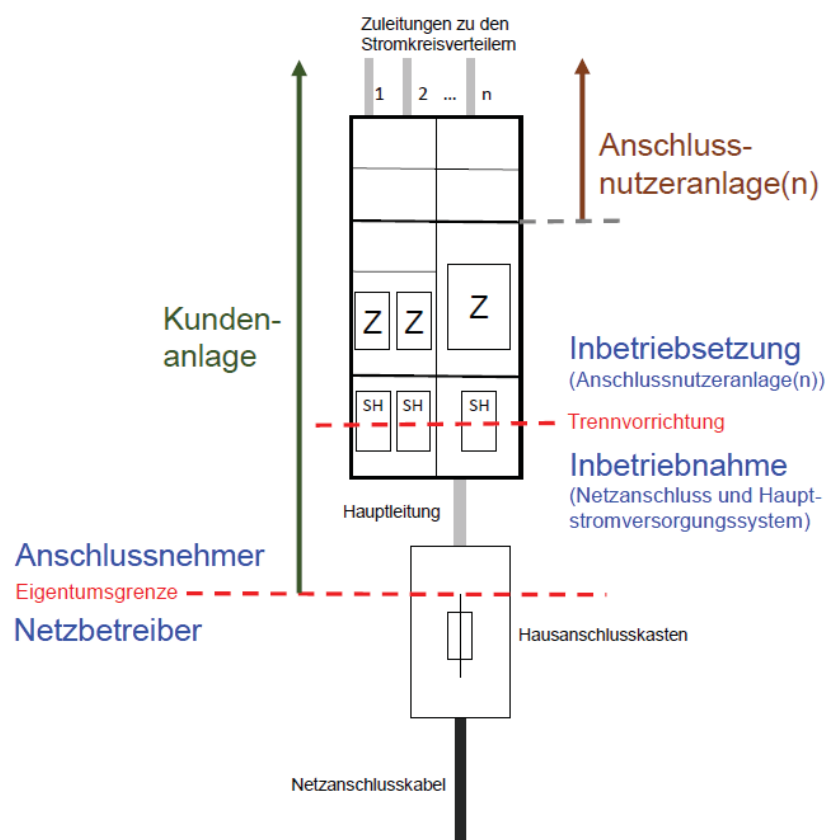 Zuleitungen zu den
Stromkreisverteilern
1 2 ... n
Anschluss-
nutzeranlage(n)
Kunden-
anlage
Z Z Z
Inbetriebsetzung
(Anschlussnutzeranlage(n))
SH SH SH
Trennvorrichtung
Inbetriebnahme
(Netzanschluss und Haupt-
stromversorgungssystem)
Hauptleitung
Anschlussnehmer
Eigentumsgrenze
Netzbetreiber
Hausanschlusskasten
Netzanschlusskabel